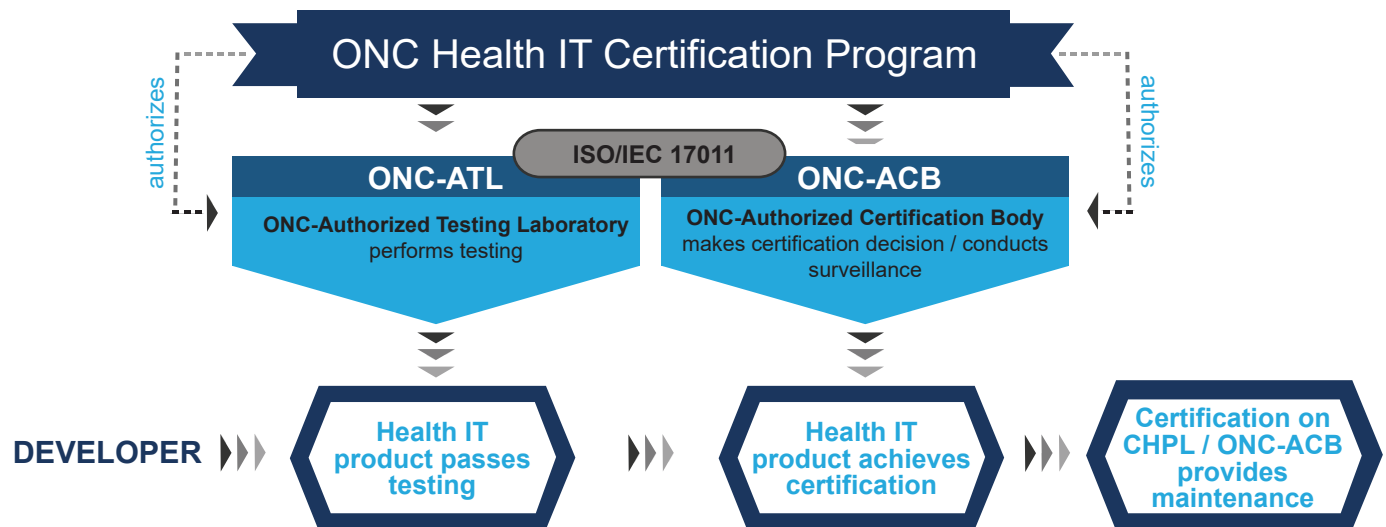 ONC Health IT Certification Program
authorizes
authorizes
ISO/IEC 17011
ONC-ATL
ONC-Authorized Testing Laboratory
performs testing
ONC-ACB
ONC-Authorized Certification Body
makes certification decision / conducts
surveillance
DEVELOPER
Health IT
product passes
testing
Health IT
product achieves
certification
Certification on
CHPL / ONC-ACB
provides
maintenance